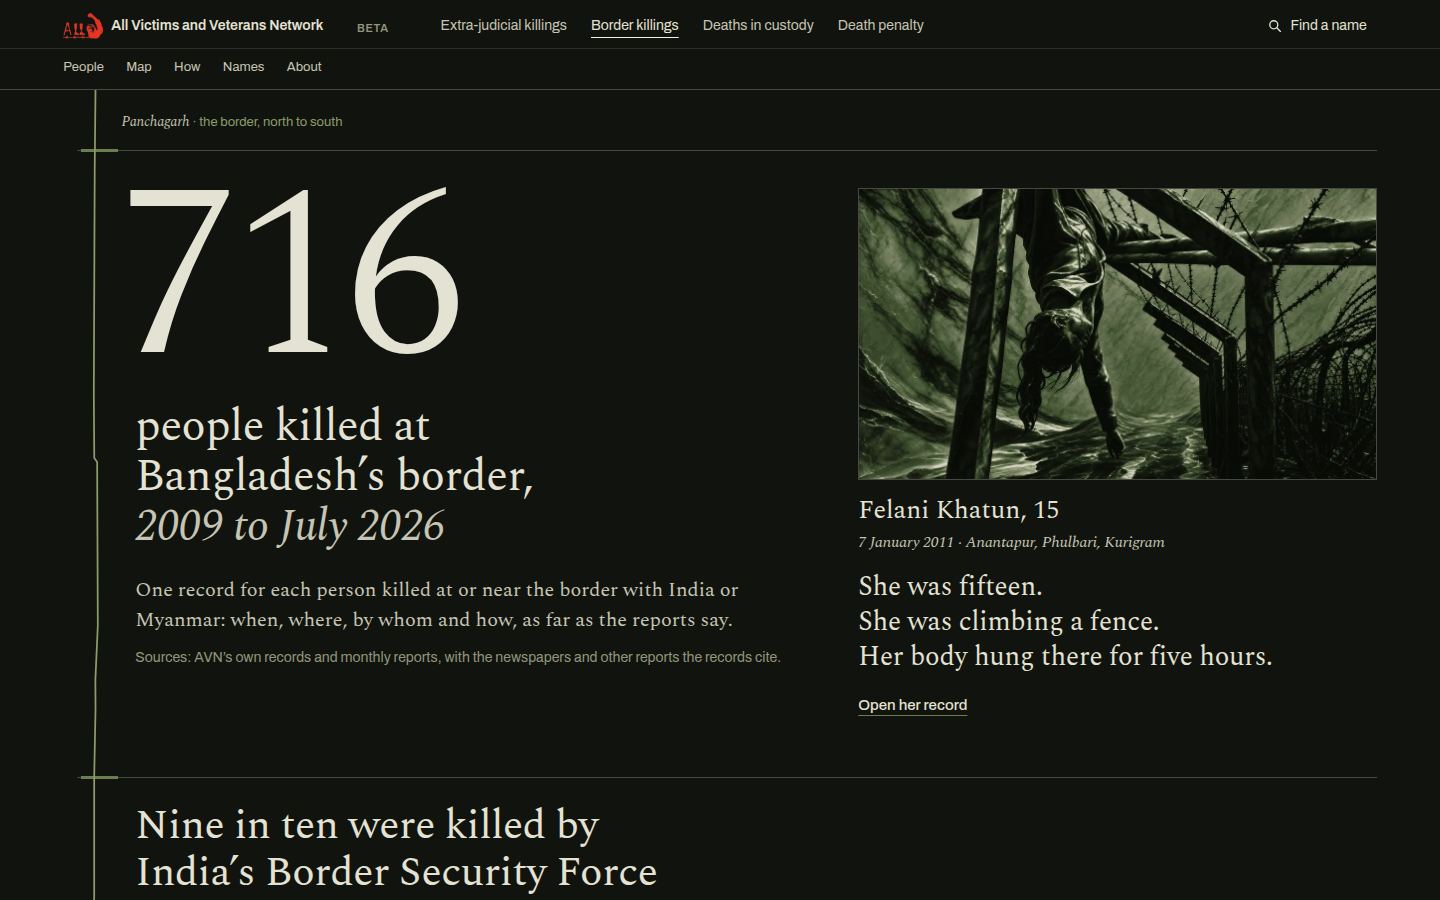 All Victims and Veterans Network
BETA
Extra-judicial killings
Border killings
Deaths in custody
Death penalty
Find a name
People
Map
How
Names
About
Panchagarh · the border, north to south
716
people killed at
Bangladesh’s border,
2009 to July 2026
One record for each person killed at or near the border with India or
Myanmar: when, where, by whom and how, as far as the reports say.
Sources: AVN’s own records and monthly reports, with the newspapers and other reports the records cite.
Felani Khatun, 15
7 January 2011 · Anantapur, Phulbari, Kurigram
She was fifteen.
She was climbing a fence.
Her body hung there for five hours.
Open her record
Nine in ten were killed by
India’s Border Security Force